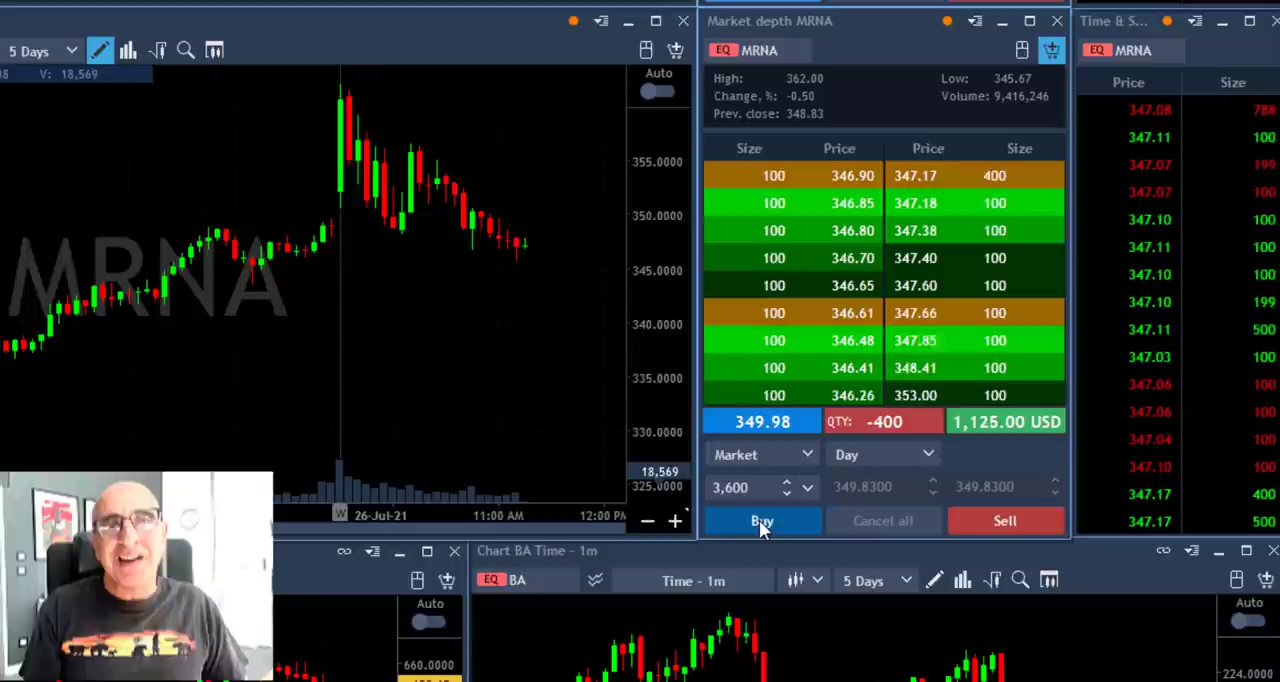 Market depth MRNA
Time & S...
5 Days
EQ MRNA
EQ MRNA
V: 18,569
Auto
High: 362.00 Low: 345.67
Change, %: -0.50 Volume: 9,416,246
Prev. close: 348.83
Price Size
Size Price Price Size
347.08 788
347.11 100
347.07 199
347.07 100
347.10 100
347.11 100
347.10 100
347.10 199
347.11 500
347.03 100
347.06 100
347.06 100
347.04 100
347.10 100
347.17 400
347.17 500
100 346.90 347.17 400
100 346.85 347.18 100
100 346.80 347.38 100
100 346.70 347.40 100
100 346.65 347.60 100
100 346.61 347.66 100
100 346.48 347.85 100
100 346.41 348.41 100
100 346.26 353.00 100
355.0000
350.0000
345.0000
340.0000
335.0000
330.0000
18,569
325.0000
MRNA
W 26-Jul-21 11:00 AM 12:00 PM
349.98 QTY: -400 1,125.00 USD
Market Day
3,600 349.8300 349.8300
Buy Cancel all Sell
Chart BA Time - 1m
EQ BA Time - 1m 5 Days
Auto
Auto
660.0000
224.0000